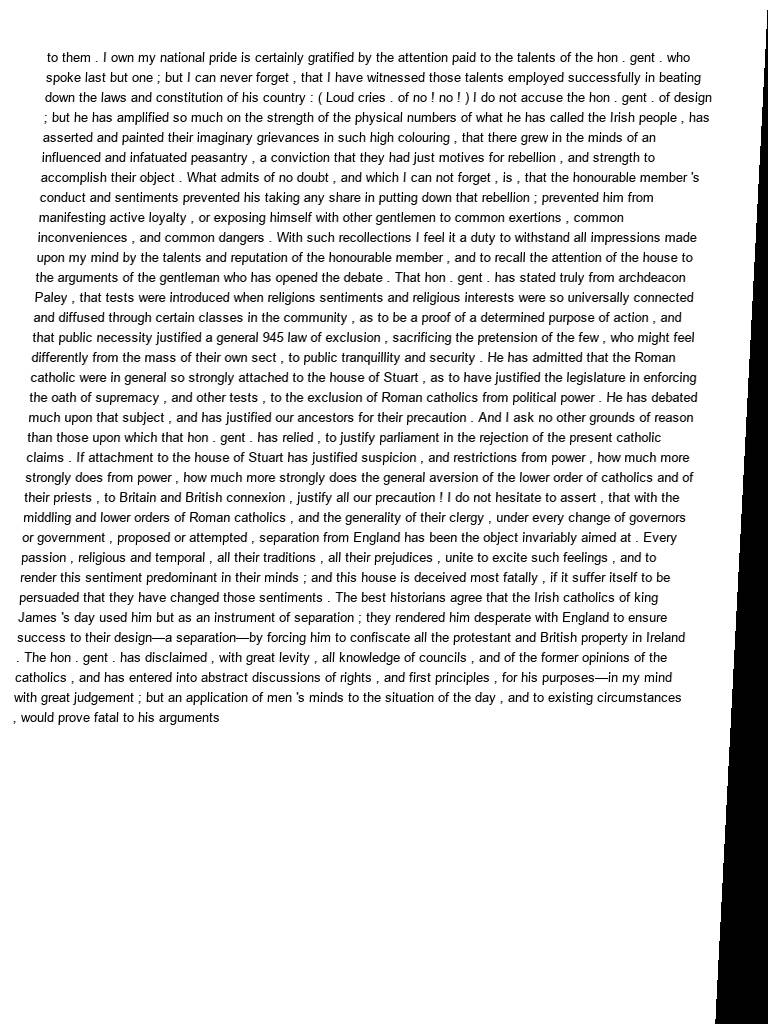 to them . I own my national pride is certainly gratified by the attention paid to the talents of the hon . gent . who
spoke last but one ; but I can never forget , that I have witnessed those talents employed successfully in beating
down the laws and constitution of his country : ( Loud cries . of no ! no ! ) I do not accuse the hon . gent . of design
; but he has amplified so much on the strength of the physical numbers of what he has called the Irish people , has
asserted and painted their imaginary grievances in such high colouring , that there grew in the minds of an
influenced and infatuated peasantry , a conviction that they had just motives for rebellion , and strength to
accomplish their object . What admits of no doubt , and which I can not forget , is , that the honourable member 's
conduct and sentiments prevented his taking any share in putting down that rebellion ; prevented him from
manifesting active loyalty , or exposing himself with other gentlemen to common exertions , common
inconveniences , and common dangers . With such recollections I feel it a duty to withstand all impressions made
upon my mind by the talents and reputation of the honourable member , and to recall the attention of the house to
the arguments of the gentleman who has opened the debate . That hon . gent . has stated truly from archdeacon
Paley , that tests were introduced when religions sentiments and religious interests were so universally connected
and diffused through certain classes in the community , as to be a proof of a determined purpose of action , and
that public necessity justified a general 945 law of exclusion , sacrificing the pretension of the few , who might feel
differently from the mass of their own sect , to public tranquillity and security . He has admitted that the Roman
catholic were in general so strongly attached to the house of Stuart , as to have justified the legislature in enforcing
the oath of supremacy , and other tests , to the exclusion of Roman catholics from political power . He has debated
much upon that subject , and has justified our ancestors for their precaution . And I ask no other grounds of reason
than those upon which that hon . gent . has relied , to justify parliament in the rejection of the present catholic
claims . If attachment to the house of Stuart has justified suspicion , and restrictions from power , how much more
strongly does from power , how much more strongly does the general aversion of the lower order of catholics and of
their priests , to Britain and British connexion , justify all our precaution ! I do not hesitate to assert , that with the
middling and lower orders of Roman catholics , and the generality of their clergy , under every change of governors
or government , proposed or attempted , separation from England has been the object invariably aimed at . Every
passion , religious and temporal , all their traditions , all their prejudices , unite to excite such feelings , and to
render this sentiment predominant in their minds ; and this house is deceived most fatally , if it suffer itself to be
persuaded that they have changed those sentiments . The best historians agree that the Irish catholics of king
James 's day used him but as an instrument of separation ; they rendered him desperate with England to ensure
success to their design—a separation—by forcing him to confiscate all the protestant and British property in Ireland
. The hon . gent . has disclaimed , with great levity , all knowledge of councils , and of the former opinions of the
catholics , and has entered into abstract discussions of rights , and first principles , for his purposes—in my mind
with great judgement ; but an application of men 's minds to the situation of the day , and to existing circumstances
, would prove fatal to his arguments